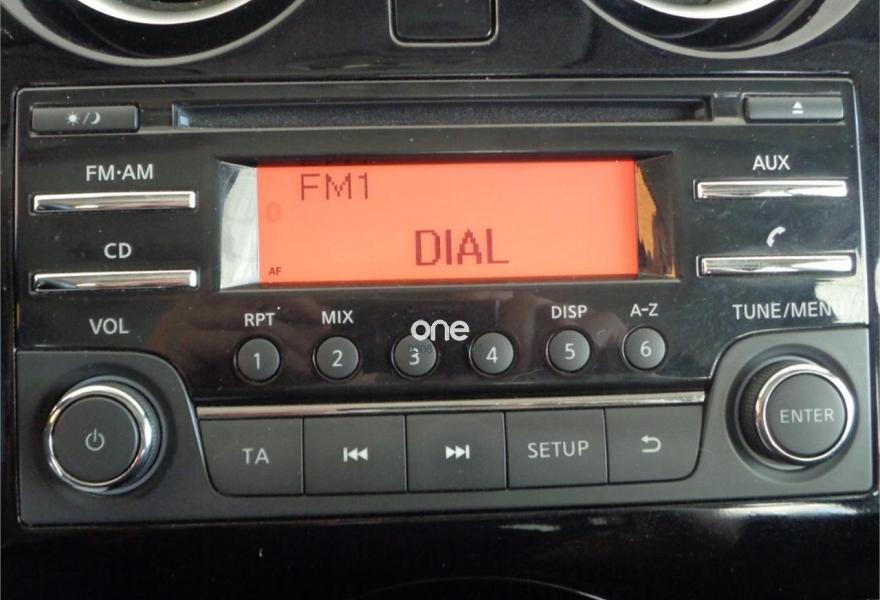 FM·AM
AUX
FM1
CD
DIAL
AF
VOL
RPT
MIX
DISP
A-Z
TUNE/MENU
one
1
2
3
4
5
6
ENTER
TA
SETUP